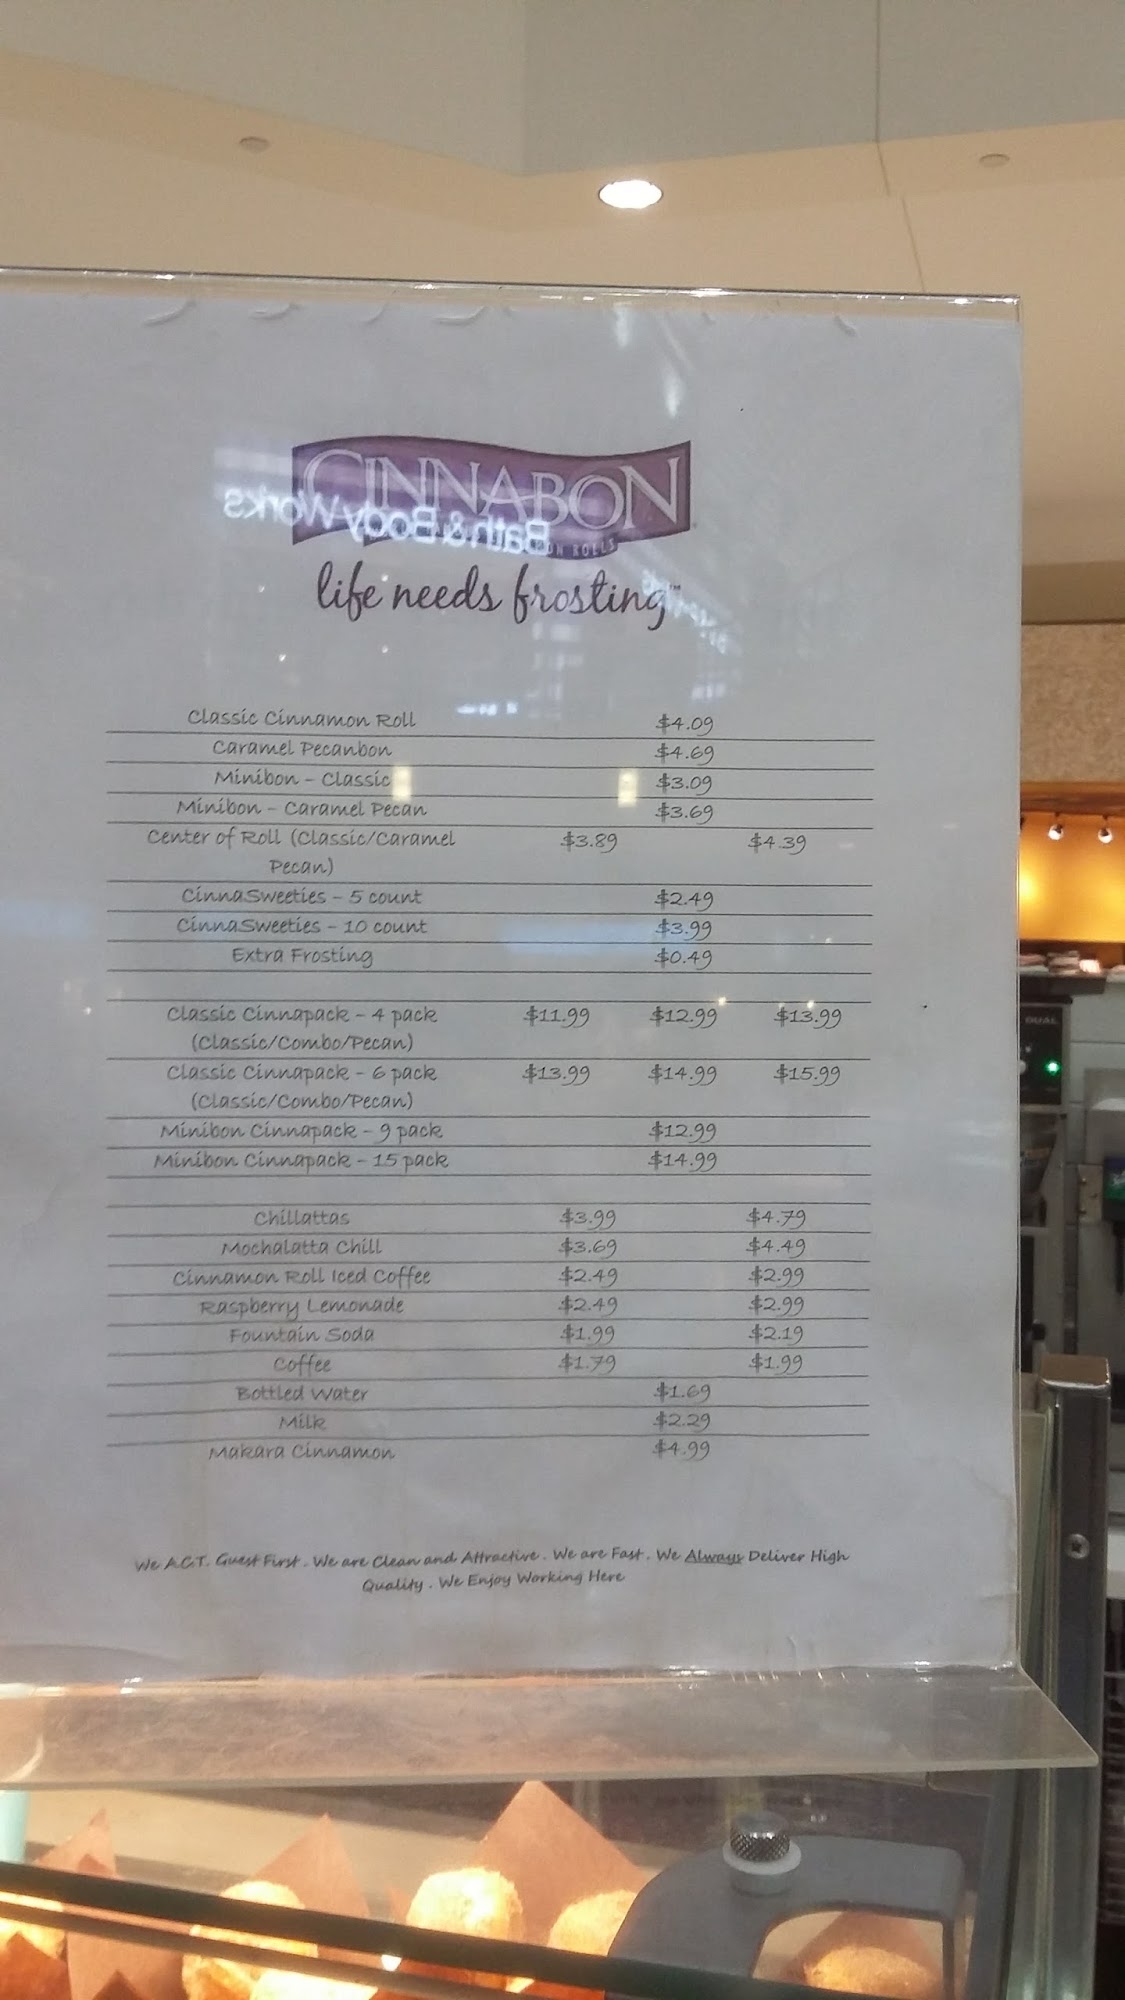 CINNABON
ON ROLLS
Bath & Body Works
life needs frosting™
Classic Cinnamon Roll $4.09
Caramel Pecanbon $4.69
Minibon - Classic $3.09
Minibon - Caramel Pecan $3.69
Center of Roll (Classic/Caramel $3.89 $4.39
Pecan)
CinnaSweeties - 5 count $2.49
CinnaSweeties - 10 count $3.99
Extra Frosting $0.49
Classic Cinnapack - 4 pack $11.99 $12.99 $13.99
(Classic/Combo/Pecan)
Classic Cinnapack - 6 pack $13.99 $14.99 $15.99
(Classic/Combo/Pecan)
Minibon Cinnapack - 9 pack $12.99
Minibon Cinnapack - 15 pack $14.99
Chillattas $3.99 $4.79
Mochalatta Chill $3.69 $4.49
Cinnamon Roll Iced Coffee $2.49 $2.99
Raspberry Lemonade $2.49 $2.99
Fountain Soda $1.99 $2.19
Coffee $1.79 $1.99
Bottled Water $1.69
Milk $2.29
Makara Cinnamon $4.99
We A.C.T. Guest First . We are Clean and Attractive . We are Fast . We Always Deliver High
Quality . We Enjoy Working Here
DUAL